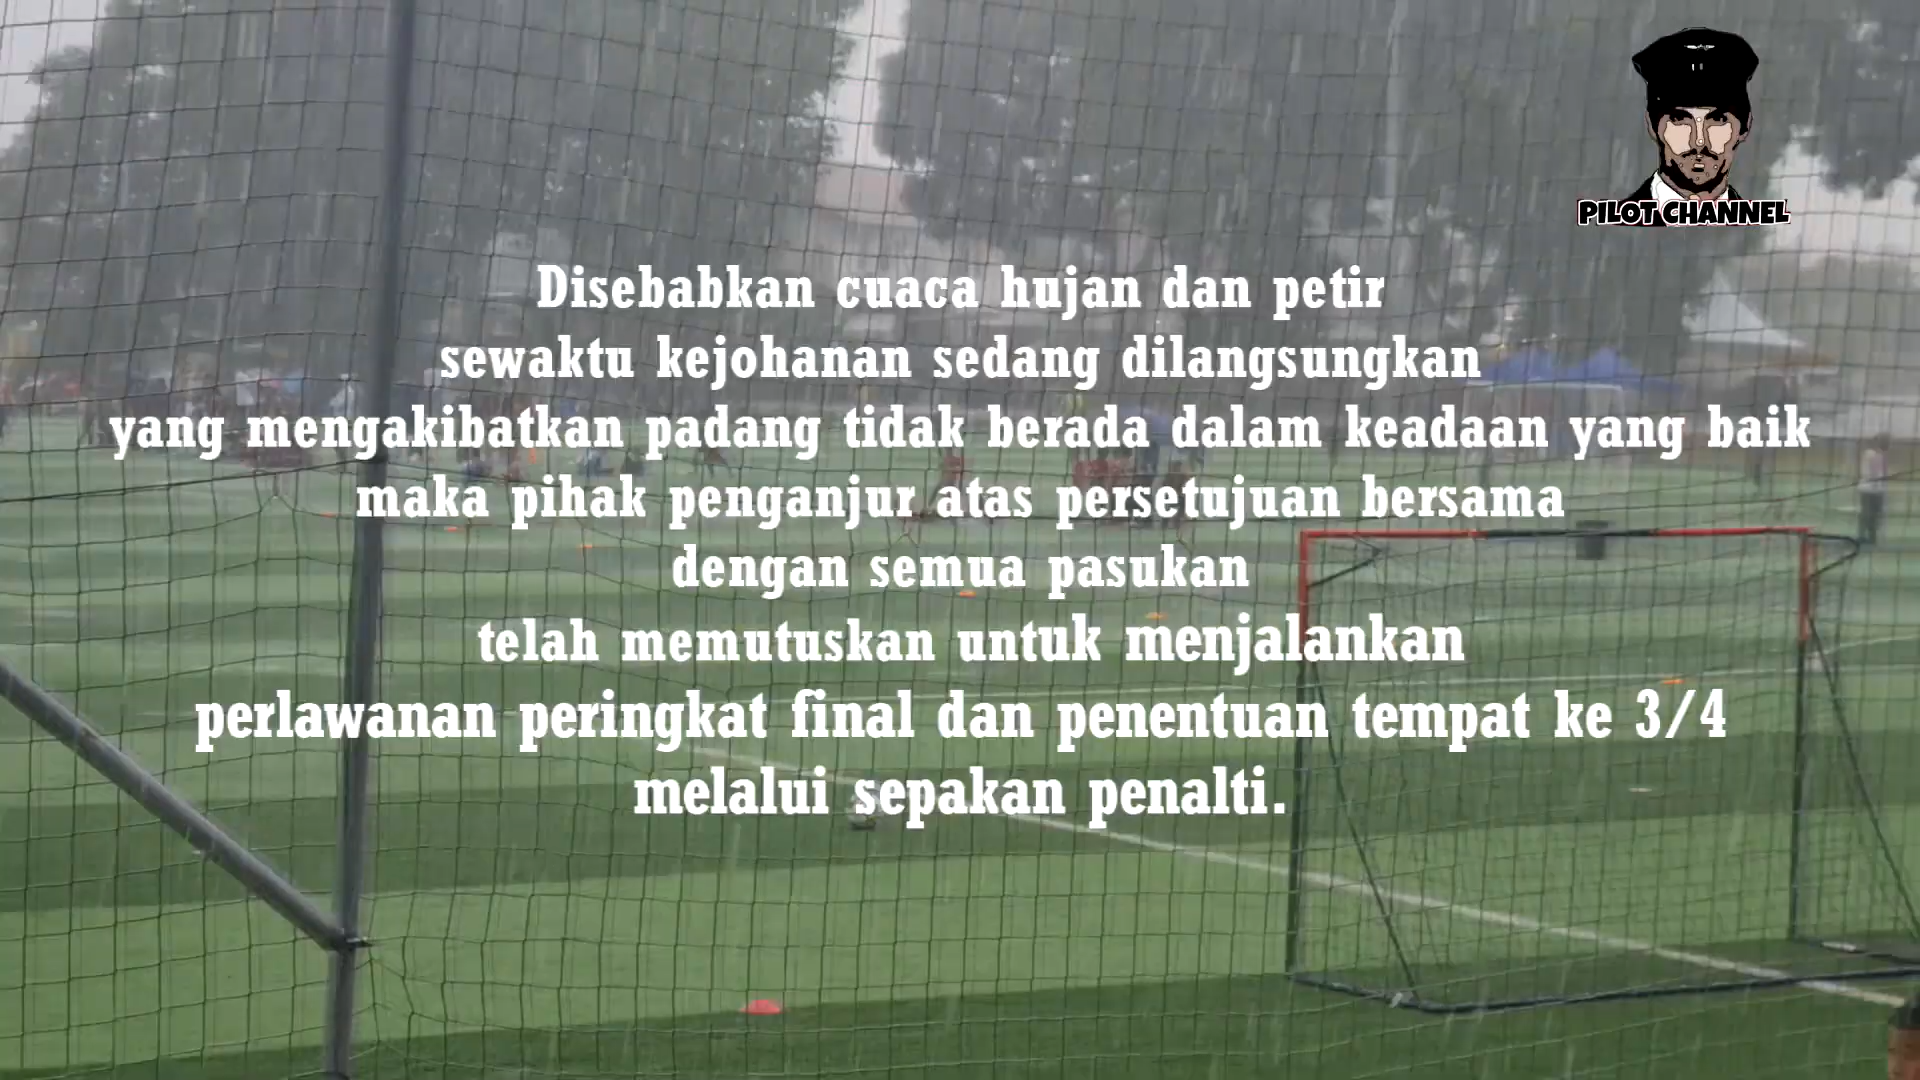 PILOT CHANNEL
Disebabkan cuaca hujan dan petir
sewaktu kejohanan sedang dilangsungkan
yang mengakibatkan padang tidak berada dalam keadaan yang baik
maka pihak penganjur atas persetujuan bersama
dengan semua pasukan
telah memutuskan untuk menjalankan
perlawanan peringkat final dan penentuan tempat ke 3/4
melalui sepakan penalti.